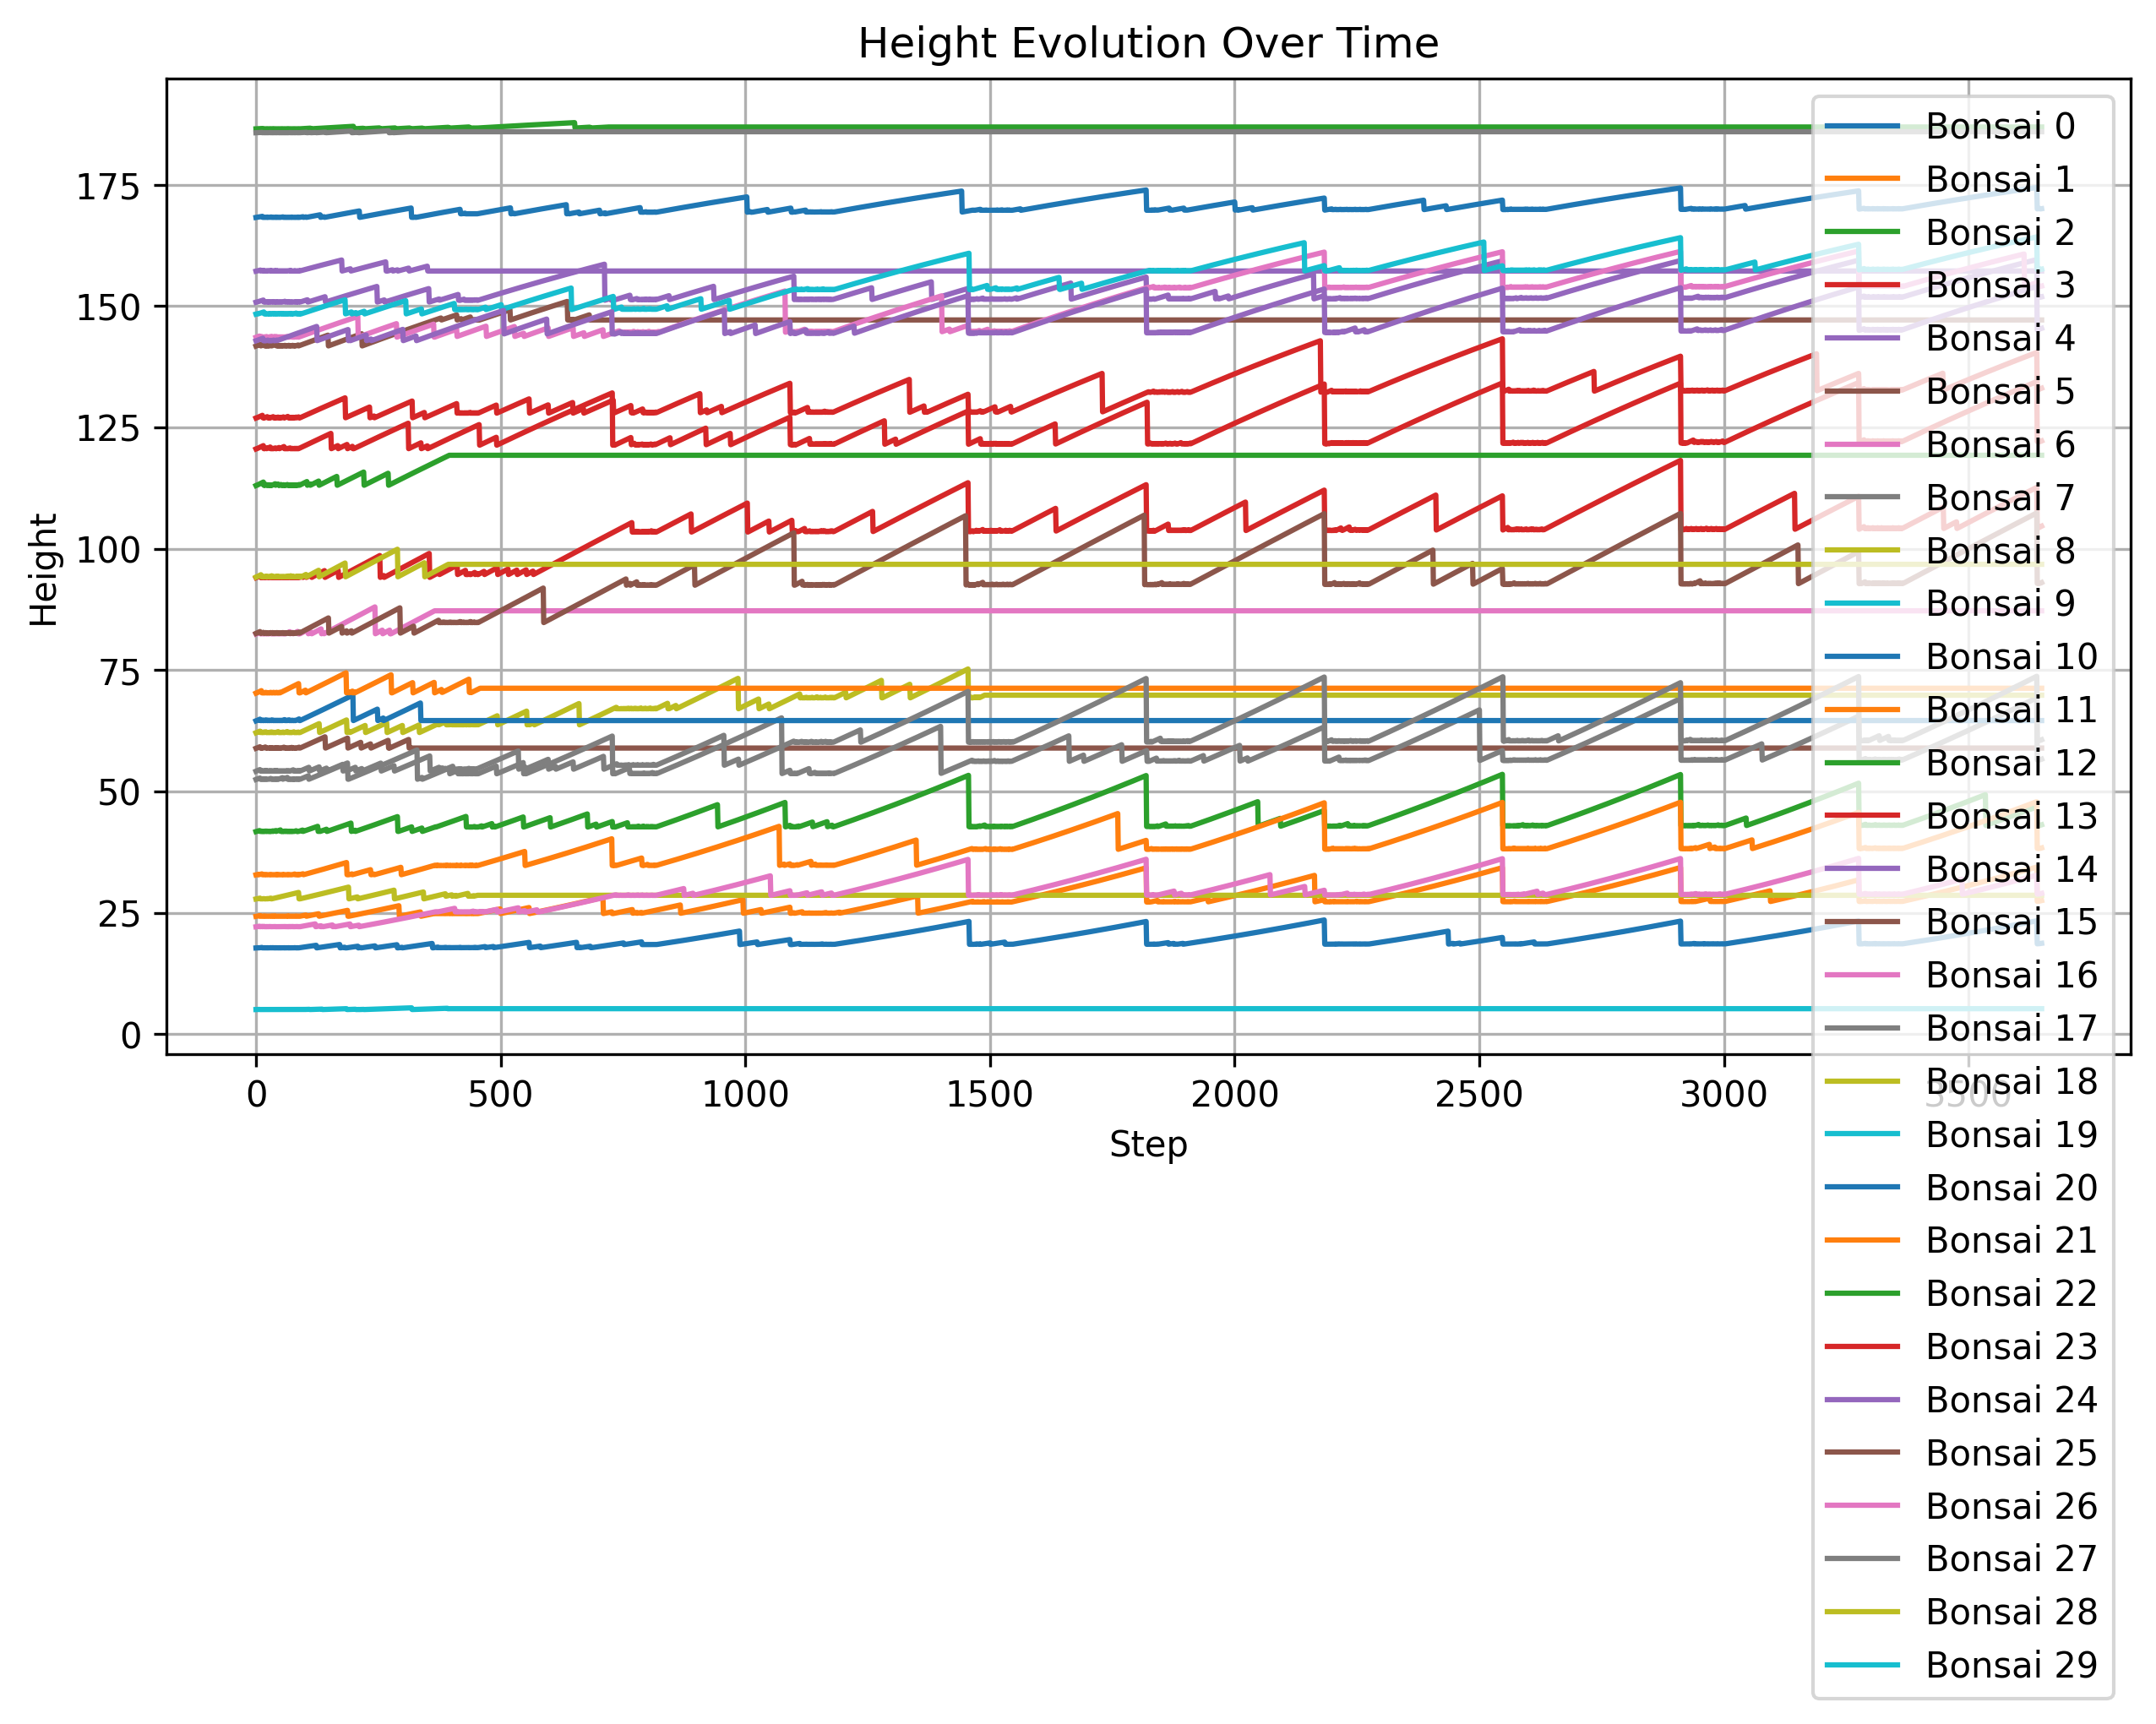 Height Evolution Over Time
Height
175
150
125
100
75
50
25
0
0
500
1000
1500
2000
2500
3000
3500
Step
Bonsai 0
Bonsai 1
Bonsai 2
Bonsai 3
Bonsai 4
Bonsai 5
Bonsai 6
Bonsai 7
Bonsai 8
Bonsai 9
Bonsai 10
Bonsai 11
Bonsai 12
Bonsai 13
Bonsai 14
Bonsai 15
Bonsai 16
Bonsai 17
Bonsai 18
Bonsai 19
Bonsai 20
Bonsai 21
Bonsai 22
Bonsai 23
Bonsai 24
Bonsai 25
Bonsai 26
Bonsai 27
Bonsai 28
Bonsai 29